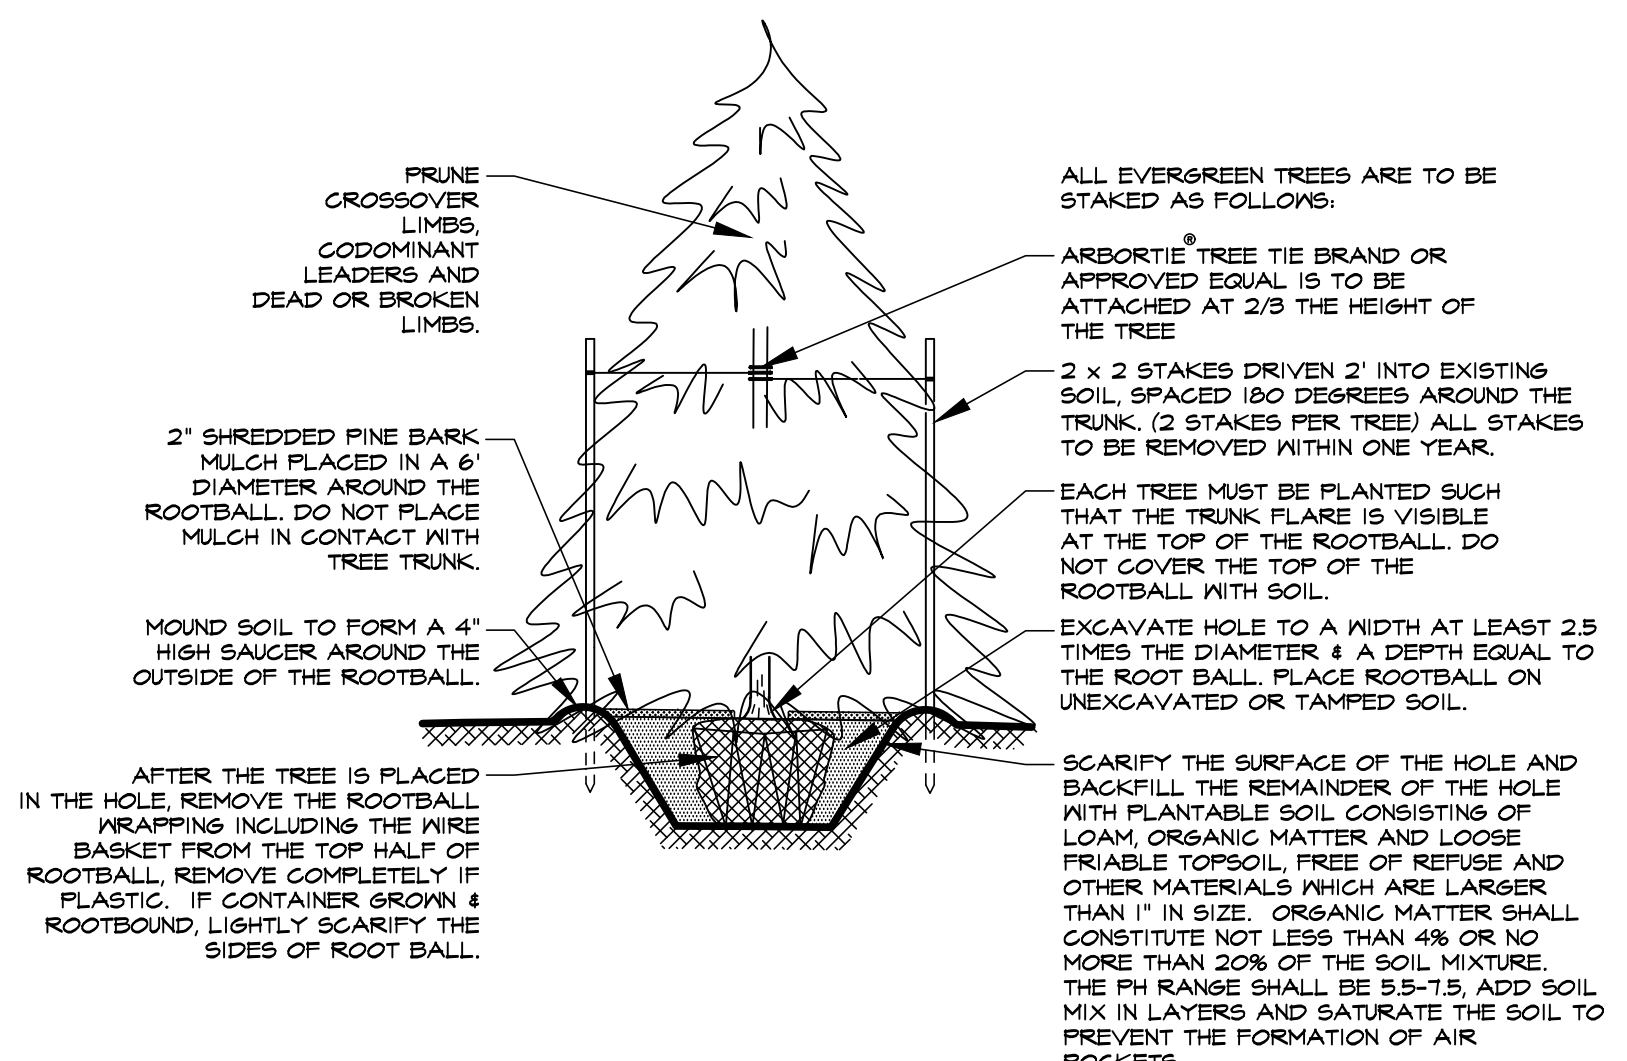 PRUNE
CROSSOVER
LIMBS,
CODOMINANT
LEADERS AND
DEAD OR BROKEN
LIMBS.
2" SHREDDED PINE BARK
MULCH PLACED IN A 6'
DIAMETER AROUND THE
ROOTBALL. DO NOT PLACE
MULCH IN CONTACT WITH
TREE TRUNK.
MOUND SOIL TO FORM A 4"
HIGH SAUCER AROUND THE
OUTSIDE OF THE ROOTBALL.
AFTER THE TREE IS PLACED
IN THE HOLE, REMOVE THE ROOTBALL
WRAPPING INCLUDING THE WIRE
BASKET FROM THE TOP HALF OF
ROOTBALL, REMOVE COMPLETELY IF
PLASTIC. IF CONTAINER GROWN &
ROOTBOUND, LIGHTLY SCARIFY THE
SIDES OF ROOT BALL.
ALL EVERGREEN TREES ARE TO BE
STAKED AS FOLLOWS:
ARBORTIE® TREE TIE BRAND OR
APPROVED EQUAL IS TO BE
ATTACHED AT 2/3 THE HEIGHT OF
THE TREE
2 x 2 STAKES DRIVEN 2' INTO EXISTING
SOIL, SPACED 180 DEGREES AROUND THE
TRUNK. (2 STAKES PER TREE) ALL STAKES
TO BE REMOVED WITHIN ONE YEAR.
EACH TREE MUST BE PLANTED SUCH
THAT THE TRUNK FLARE IS VISIBLE
AT THE TOP OF THE ROOTBALL. DO
NOT COVER THE TOP OF THE
ROOTBALL WITH SOIL.
EXCAVATE HOLE TO A WIDTH AT LEAST 2.5
TIMES THE DIAMETER & A DEPTH EQUAL TO
THE ROOT BALL. PLACE ROOTBALL ON
UNEXCAVATED OR TAMPED SOIL.
SCARIFY THE SURFACE OF THE HOLE AND
BACKFILL THE REMAINDER OF THE HOLE
WITH PLANTABLE SOIL CONSISTING OF
LOAM, ORGANIC MATTER AND LOOSE
FRIABLE TOPSOIL, FREE OF REFUSE AND
OTHER MATERIALS WHICH ARE LARGER
THAN 1" IN SIZE. ORGANIC MATTER SHALL
CONSTITUTE NOT LESS THAN 4% OR NO
MORE THAN 20% OF THE SOIL MIXTURE.
THE PH RANGE SHALL BE 5.5-7.5, ADD SOIL
MIX IN LAYERS AND SATURATE THE SOIL TO
PREVENT THE FORMATION OF AIR